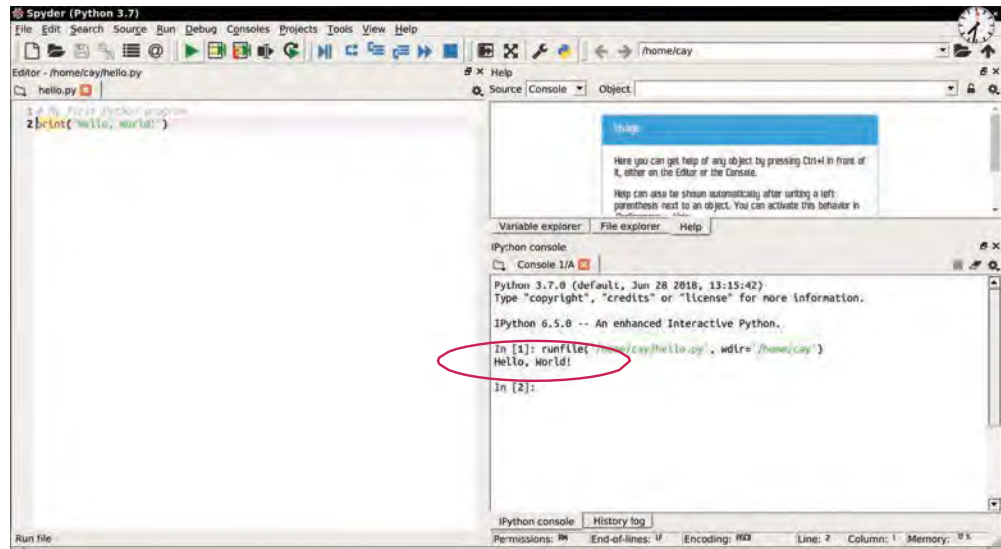 Spyder (Python 3.7)
File Edit Search Source Run Debug Consoles Projects Tools View Help
/home/cay
Editor - /home/cay/hello.py
hello.py
1 # My first Python program
2 print("Hello, World!")
Help
Source Console Object
Usage
Here you can get help of any object by pressing Ctrl+I in front of
it, either on the Editor or the Console.
Help can also be shown automatically after writing a left
parenthesis next to an object. You can activate this behavior in
Variable explorer File explorer Help
IPython console
Console 1/A
Python 3.7.0 (default, Jun 28 2018, 13:15:42)
Type "copyright", "credits" or "license" for more information.
IPython 6.5.0 -- An enhanced Interactive Python.
In [1]: runfile('/home/cay/hello.py', wdir='/home/cay')
Hello, World!
In [2]:
IPython console History log
Run file
Permissions: RW End-of-lines: LF Encoding: ASCII Line: 2 Column: 1 Memory: